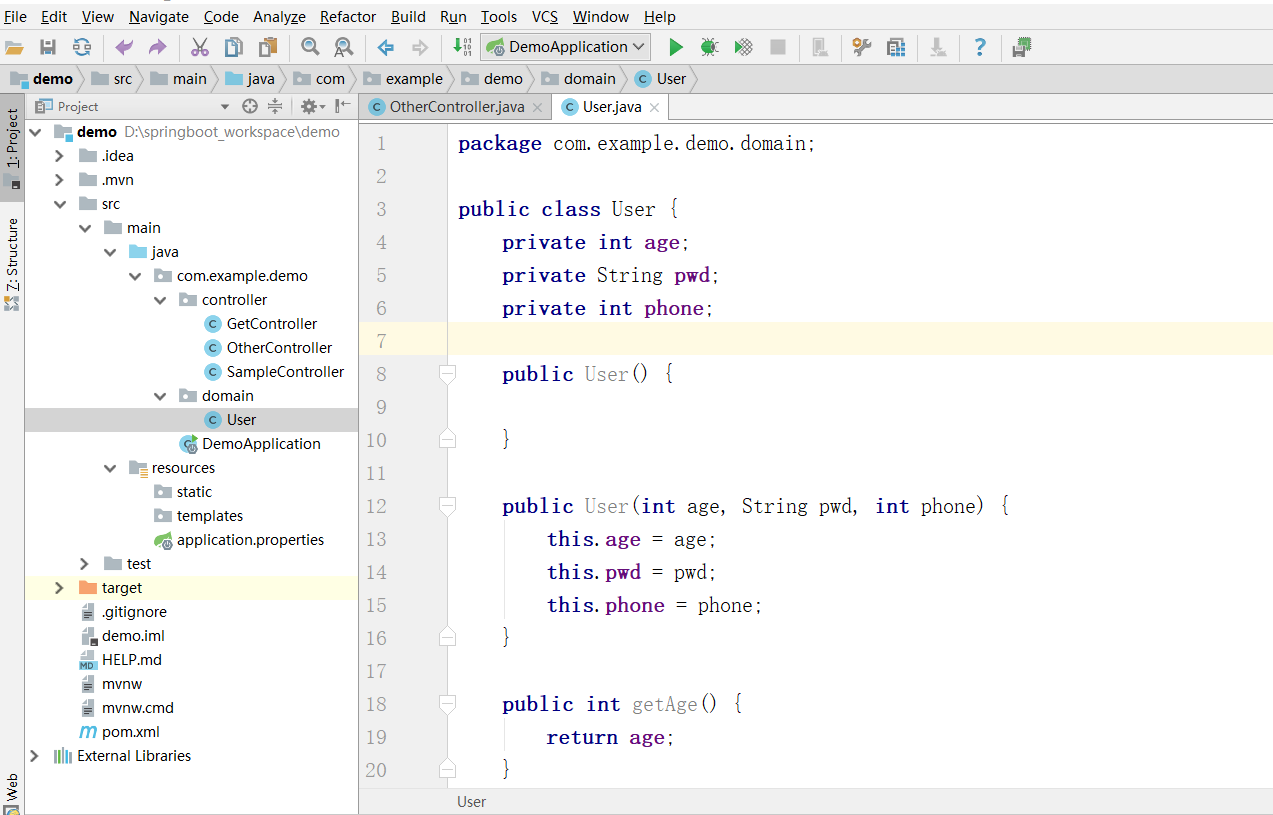 File Edit View Navigate Code Analyze Refactor Build Run Tools VCS Window Help
DemoApplication
demo src main java com example demo domain User
Project
OtherController.java User.java
1: Project
Z: Structure
Web
demo D:\springboot_workspace\demo
.idea
.mvn
src
main
java
com.example.demo
controller
GetController
OtherController
SampleController
domain
User
DemoApplication
resources
static
templates
application.properties
test
target
.gitignore
demo.iml
HELP.md
mvnw
mvnw.cmd
pom.xml
External Libraries
1 package com.example.demo.domain;
2
3 public class User {
4 private int age;
5 private String pwd;
6 private int phone;
7
8 public User() {
9
10 }
11
12 public User(int age, String pwd, int phone) {
13 this.age = age;
14 this.pwd = pwd;
15 this.phone = phone;
16 }
17
18 public int getAge() {
19 return age;
20 }
User